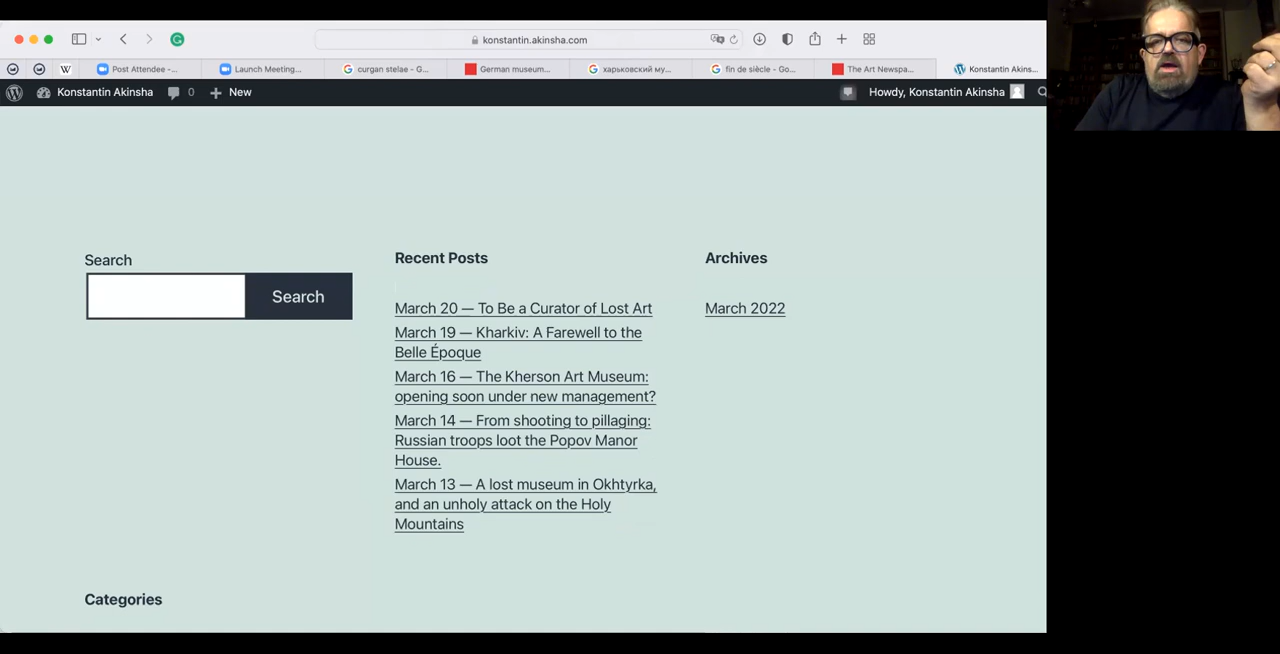 konstantin.akinsha.com
W
Post Attendee -...
Launch Meeting...
curgan stelae - G...
German museum...
харьковский му...
fin de siècle - Go...
The Art Newspa...
Konstantin Akins...
Konstantin Akinsha
0
New
Howdy, Konstantin Akinsha
Search
Search
Recent Posts
March 20 — To Be a Curator of Lost Art
March 19 — Kharkiv: A Farewell to the
Belle Époque
March 16 — The Kherson Art Museum:
opening soon under new management?
March 14 — From shooting to pillaging:
Russian troops loot the Popov Manor
House.
March 13 — A lost museum in Okhtyrka,
and an unholy attack on the Holy
Mountains
Archives
March 2022
Categories